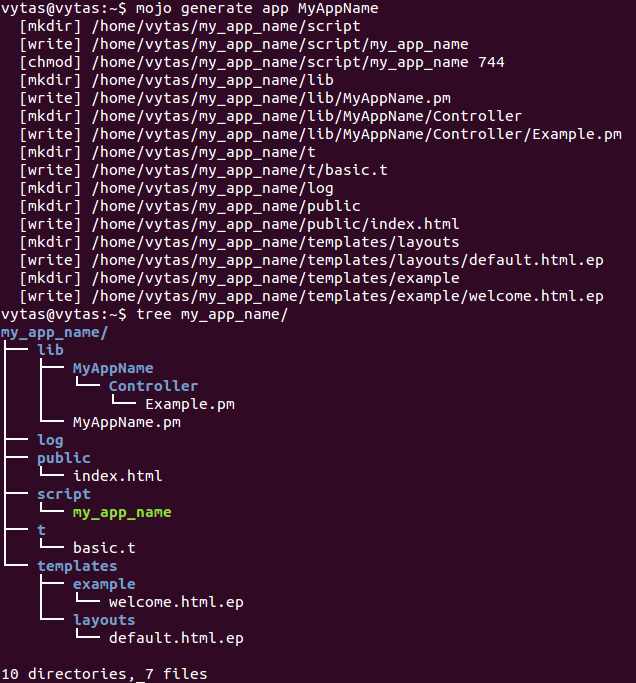 vytas@vytas:~$ mojo generate app MyAppName
  [mkdir] /home/vytas/my_app_name/script
  [write] /home/vytas/my_app_name/script/my_app_name
  [chmod] /home/vytas/my_app_name/script/my_app_name 744
  [mkdir] /home/vytas/my_app_name/lib
  [write] /home/vytas/my_app_name/lib/MyAppName.pm
  [mkdir] /home/vytas/my_app_name/lib/MyAppName/Controller
  [write] /home/vytas/my_app_name/lib/MyAppName/Controller/Example.pm
  [mkdir] /home/vytas/my_app_name/t
  [write] /home/vytas/my_app_name/t/basic.t
  [mkdir] /home/vytas/my_app_name/log
  [mkdir] /home/vytas/my_app_name/public
  [write] /home/vytas/my_app_name/public/index.html
  [mkdir] /home/vytas/my_app_name/templates/layouts
  [write] /home/vytas/my_app_name/templates/layouts/default.html.ep
  [mkdir] /home/vytas/my_app_name/templates/example
  [write] /home/vytas/my_app_name/templates/example/welcome.html.ep
vytas@vytas:~$ tree my_app_name/
my_app_name/
├── lib
│   ├── MyAppName
│   │   └── Controller
│   │       └── Example.pm
│   └── MyAppName.pm
├── log
├── public
│   └── index.html
├── script
│   └── my_app_name
├── t
│   └── basic.t
└── templates
    ├── example
    │   └── welcome.html.ep
    └── layouts
        └── default.html.ep

10 directories, 7 files